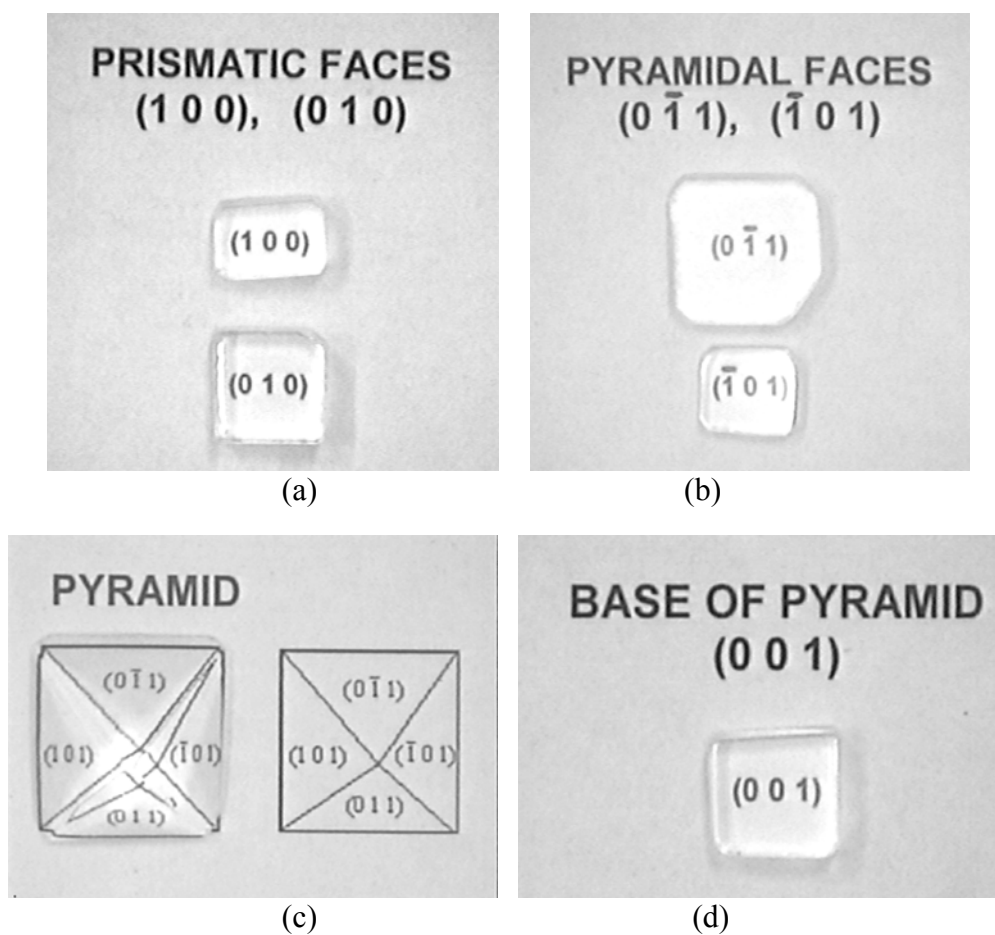 PRISMATIC FACES
(1 0 0), (0 1 0)
(1 0 0)
(0 1 0)
(a)
PYRAMIDAL FACES
(0 1̄ 1), (1̄ 0 1)
(0 1̄ 1)
(1̄ 0 1)
(b)
PYRAMID
(0 1̄ 1)
(1 0 1)
(1̄ 0 1)
(0 1 1)
(0 1̄ 1)
(1 0 1)
(1̄ 0 1)
(0 1 1)
(c)
BASE OF PYRAMID
(0 0 1)
(0 0 1)
(d)